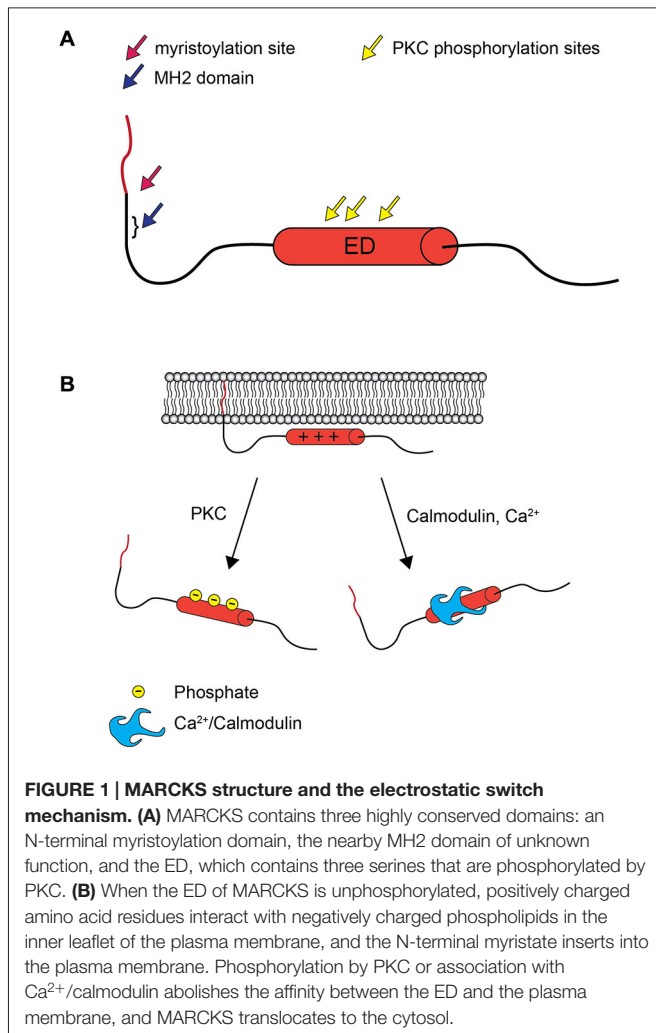 A
myristoylation site
PKC phosphorylation sites
MH2 domain
ED
B
+ + +
PKC
Calmodulin, Ca²⁺
− − −
− Phosphate
Ca²⁺/Calmodulin
FIGURE 1 | MARCKS structure and the electrostatic switch
mechanism. (A) MARCKS contains three highly conserved domains: an
N-terminal myristoylation domain, the nearby MH2 domain of unknown
function, and the ED, which contains three serines that are phosphorylated by
PKC. (B) When the ED of MARCKS is unphosphorylated, positively charged
amino acid residues interact with negatively charged phospholipids in the
inner leaflet of the plasma membrane, and the N-terminal myristate inserts into
the plasma membrane. Phosphorylation by PKC or association with
Ca²⁺/calmodulin abolishes the affinity between the ED and the plasma
membrane, and MARCKS translocates to the cytosol.